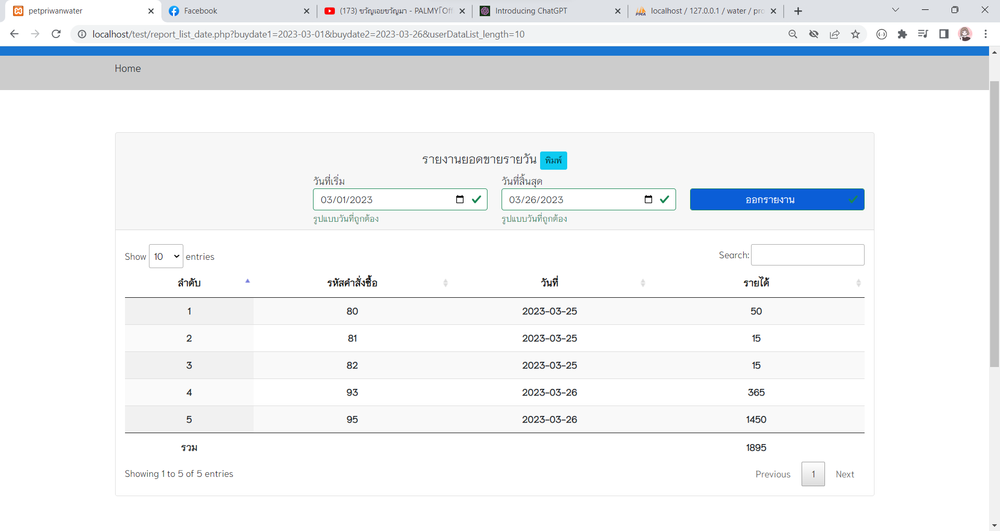 petpriwanwater
Facebook
(173) ขวัญเอยขวัญมา - PALMY「Off
Introducing ChatGPT
localhost / 127.0.0.1 / water / pro
localhost/test/report_list_date.php?buydate1=2023-03-01&buydate2=2023-03-26&userDataList_length=10
Home
รายงานยอดขายรายวัน พิมพ์
วันที่เริ่ม วันที่สิ้นสุด
03/01/2023 03/26/2023 ออกรายงาน
รูปแบบวันที่ถูกต้อง รูปแบบวันที่ถูกต้อง
Show 10 entries Search:
ลำดับ รหัสคำสั่งซื้อ วันที่ รายได้
1 80 2023-03-25 50
2 81 2023-03-25 15
3 82 2023-03-25 15
4 93 2023-03-26 365
5 95 2023-03-26 1450
รวม 1895
Showing 1 to 5 of 5 entries Previous 1 Next